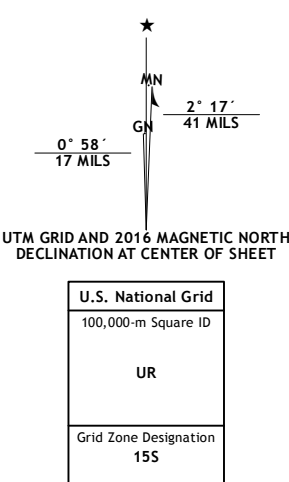 ★
MN
GN
2° 17´
41 MILS
0° 58´
17 MILS
UTM GRID AND 2016 MAGNETIC NORTH
DECLINATION AT CENTER OF SHEET
U.S. National Grid
100,000-m Square ID
UR
Grid Zone Designation
15S